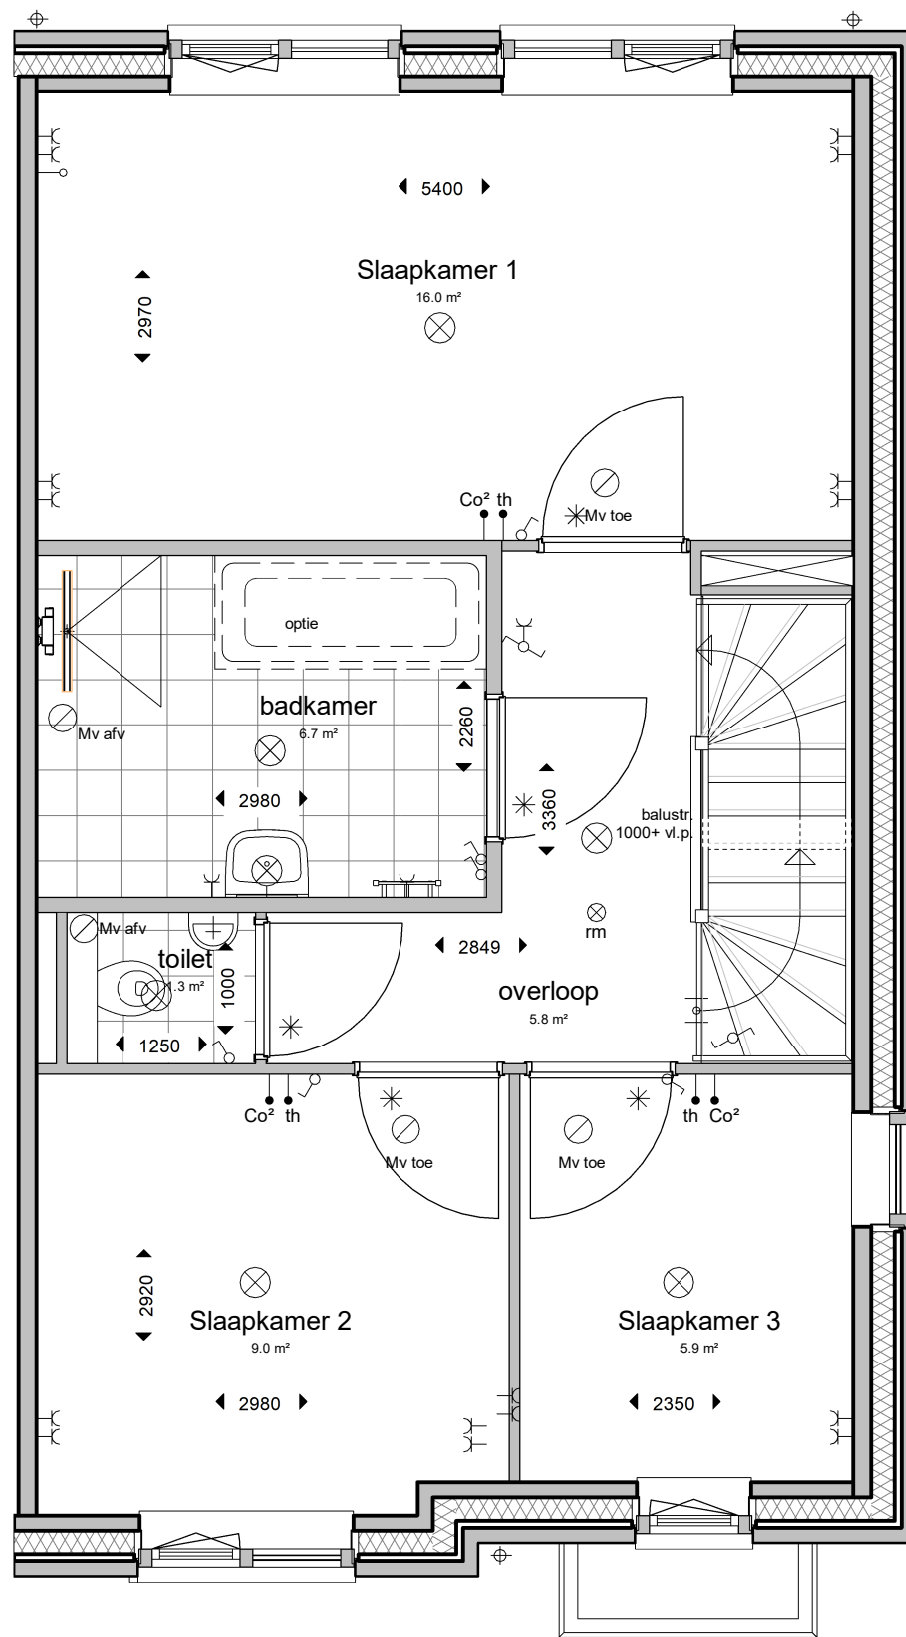 5400
Slaapkamer 1
16.0 m²
2970
Co² th
Mv toe
optie
badkamer
6.7 m²
2260
Mv afv
2980
3360
balustr.
1000+ vl.p.
Mv afv
rm
toilet
1.3 m²
1000
2849
overloop
5.8 m²
1250
Co² th
th Co²
Mv toe
Mv toe
2920
Slaapkamer 2
9.0 m²
Slaapkamer 3
5.9 m²
2980
2350